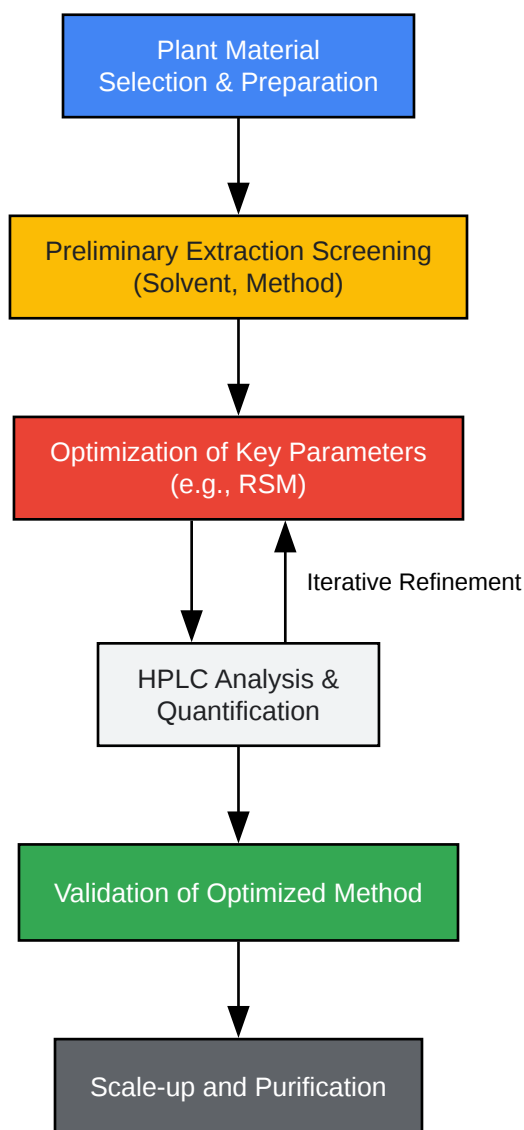 Plant Material
Selection & Preparation
Preliminary Extraction Screening
(Solvent, Method)
Optimization of Key Parameters
(e.g., RSM)
Iterative Refinement
HPLC Analysis &
Quantification
Validation of Optimized Method
Scale-up and Purification